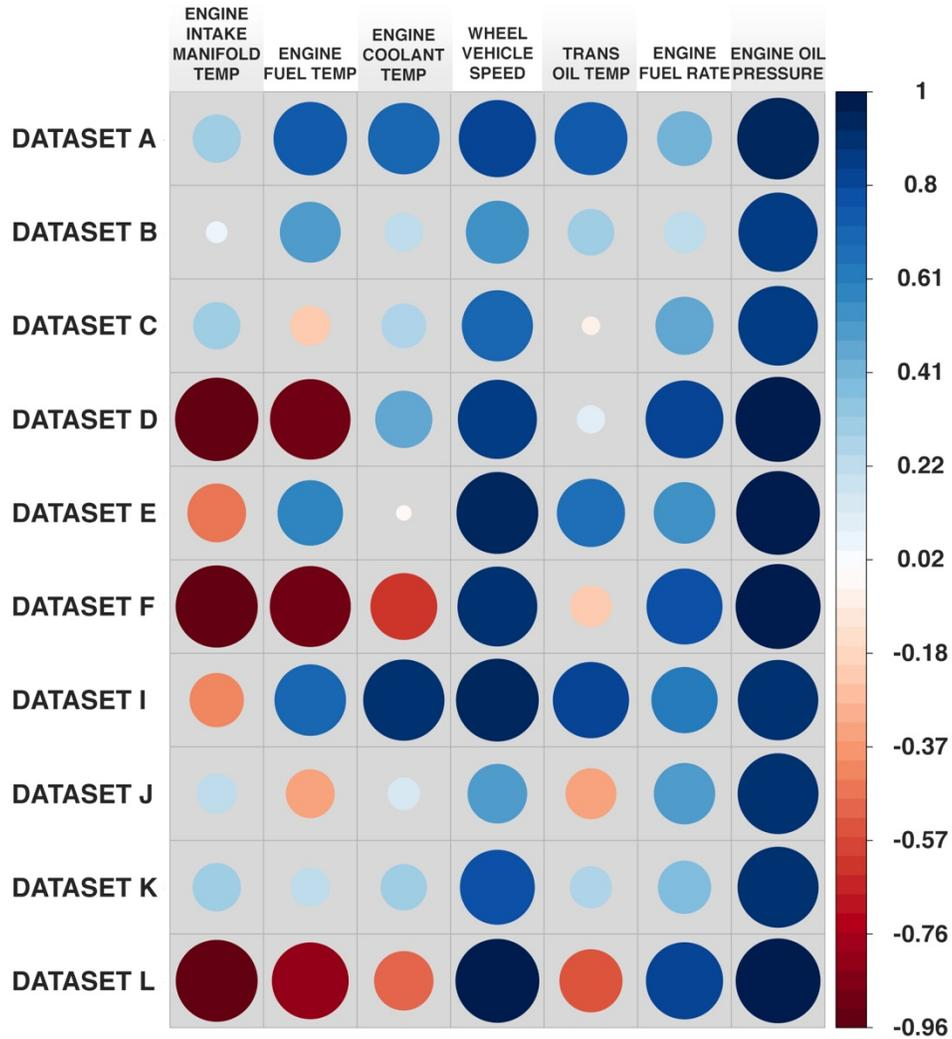 ENGINE
INTAKE
MANIFOLD
TEMP
ENGINE
FUEL TEMP
ENGINE
COOLANT
TEMP
WHEEL
VEHICLE
SPEED
TRANS
OIL TEMP
ENGINE
FUEL RATE
ENGINE OIL
PRESSURE
DATASET A
DATASET B
DATASET C
DATASET D
DATASET E
DATASET F
DATASET I
DATASET J
DATASET K
DATASET L
1
0.8
0.61
0.41
0.22
0.02
-0.18
-0.37
-0.57
-0.76
-0.96